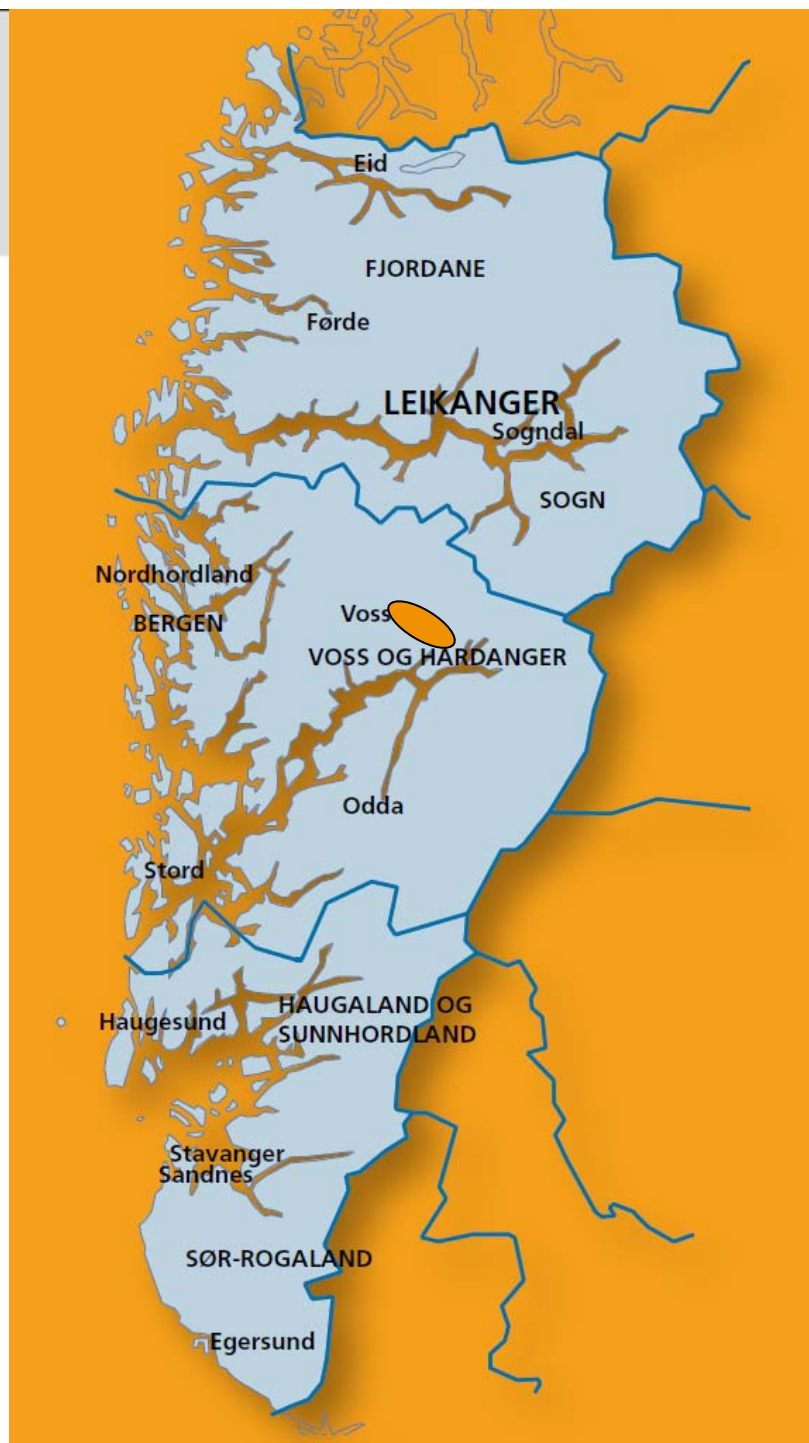 Eid
FJORDANE
Førde
LEIKANGER
Søgndal
SOGN
Nordhordland
BERGEN
Voss
VOSS OG HARDANGER
Odda
Stord
Haugesund
HAUGALAND OG
SUNNHORDLAND
Stavanger
Sandnes
SØR-ROGALAND
Egersund